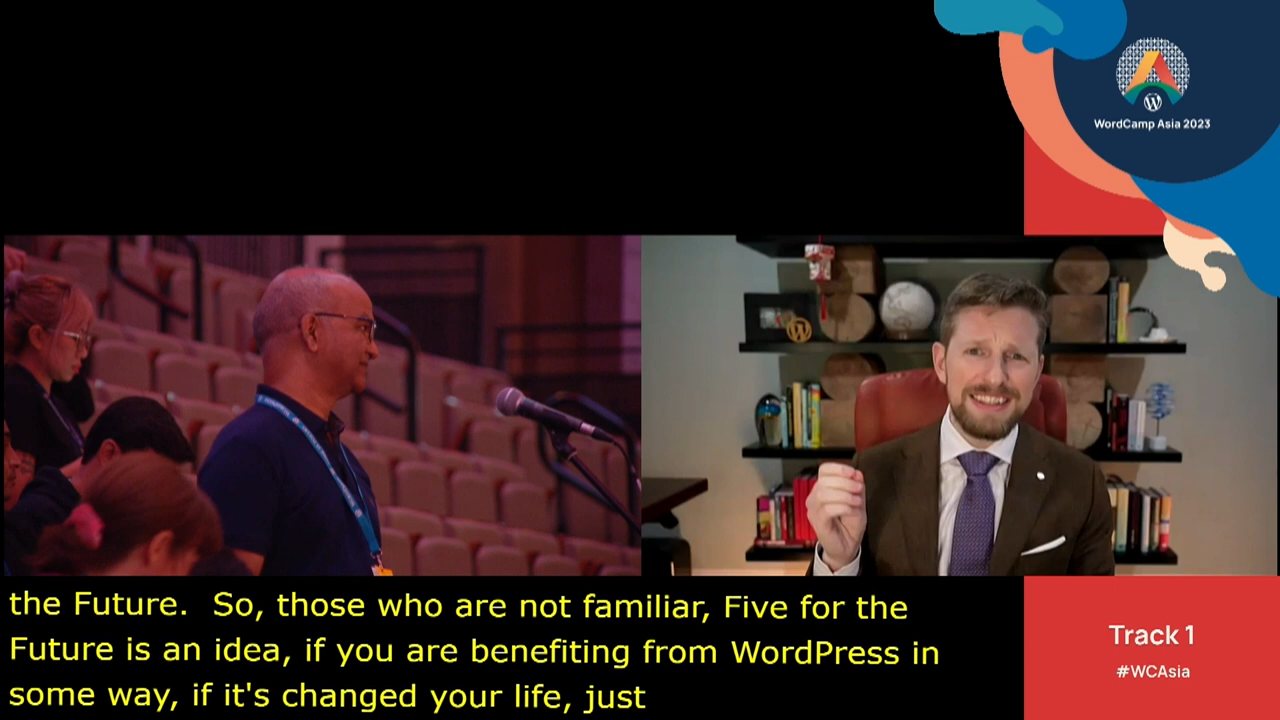 WordCamp Asia 2023
the Future.  So, those who are not familiar, Five for the
Future is an idea, if you are benefiting from WordPress in
some way, if it's changed your life, just
Track 1
#WCAsia